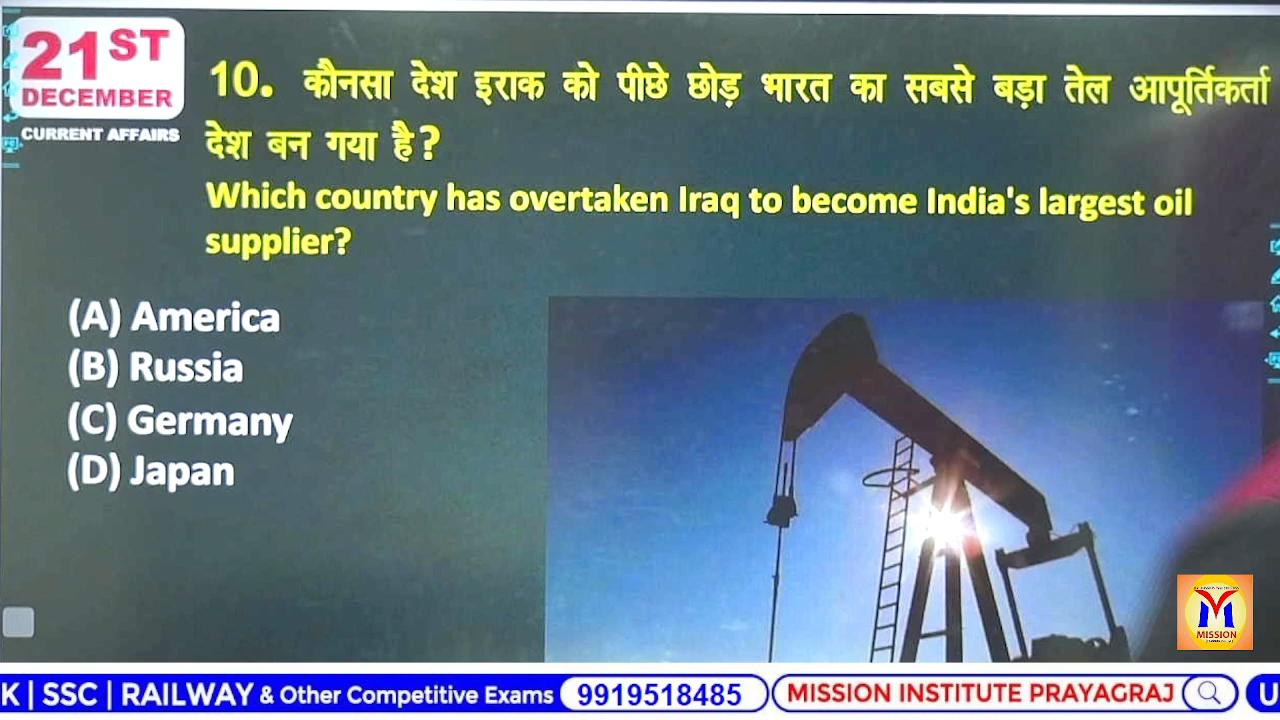 21ST
DECEMBER
CURRENT AFFAIRS
10. कौनसा देश इराक को पीछे छोड़ भारत का सबसे बड़ा तेल आपूर्तिकर्ता
देश बन गया है?
Which country has overtaken Iraq to become India's largest oil
supplier?
(A) America
(B) Russia
(C) Germany
(D) Japan
MISSION
K | SSC | RAILWAY & Other Competitive Exams 9919518485 MISSION INSTITUTE PRAYAGRAJ U